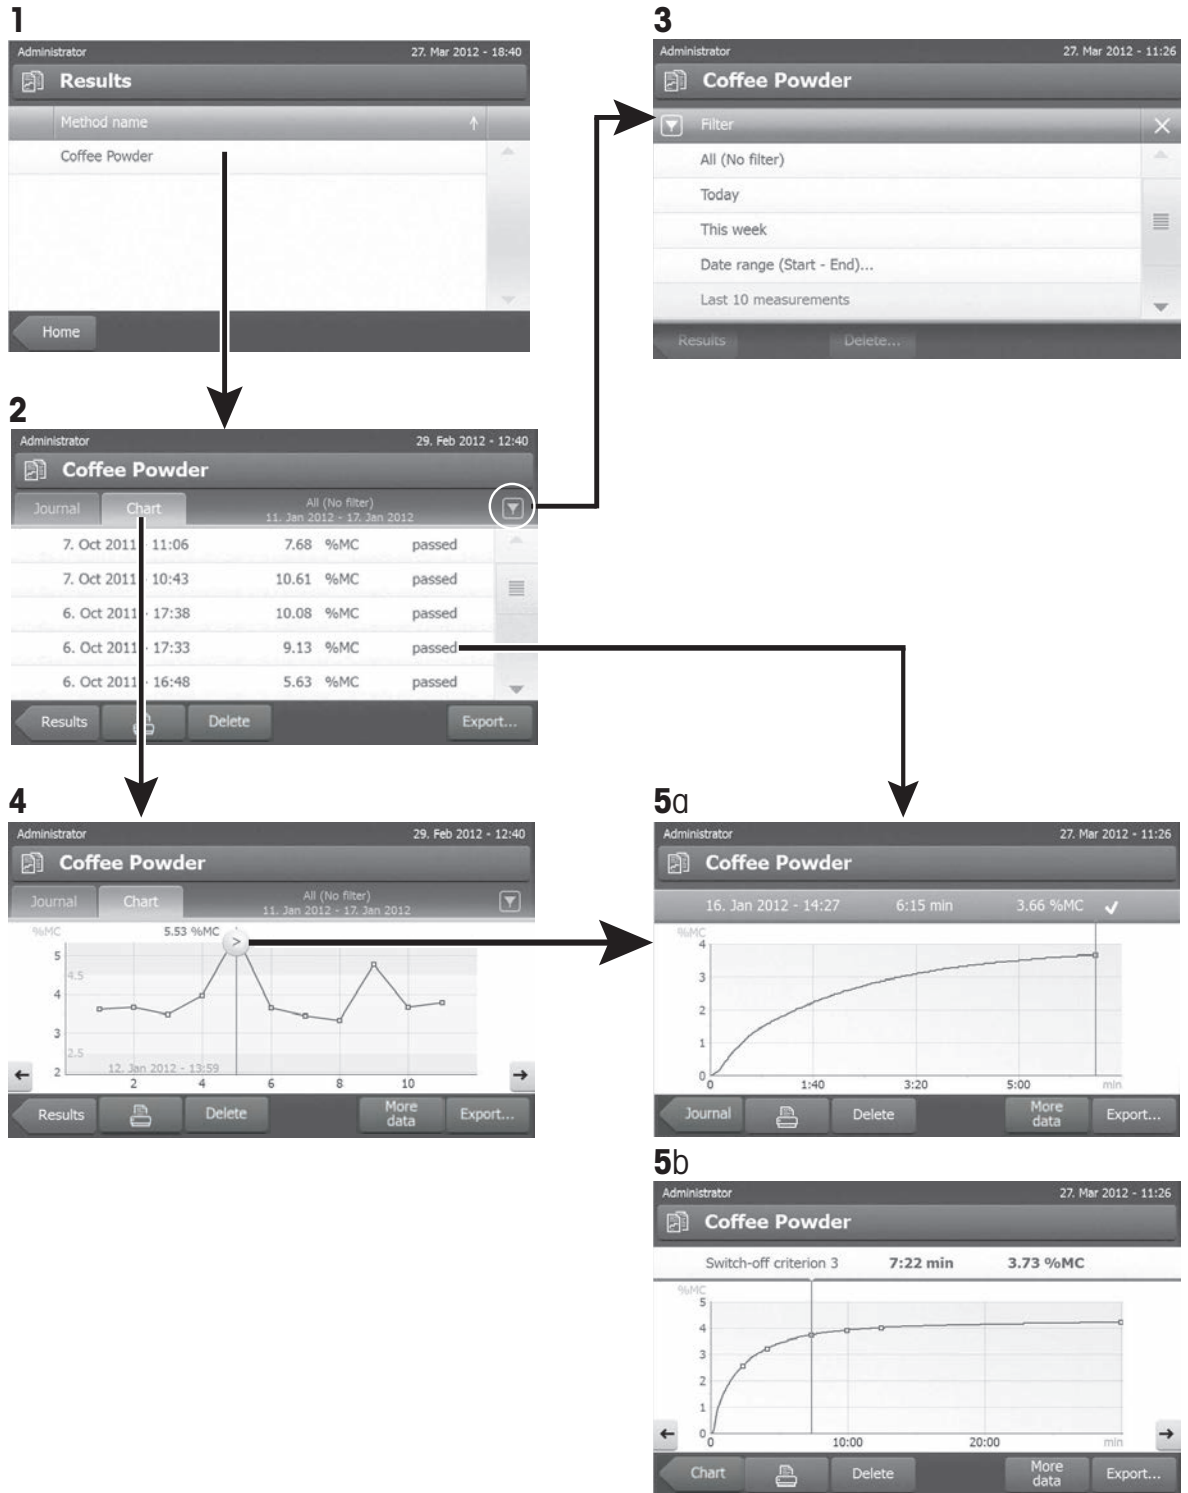 1
Administrator 27. Mar 2012 - 18:40
Results
Method name
Coffee Powder
Home
3
Administrator 27. Mar 2012 - 11:26
Coffee Powder
Filter
All (No filter)
Today
This week
Date range (Start - End)...
Last 10 measurements
Results Delete...
2
Administrator 29. Feb 2012 - 12:40
Coffee Powder
Journal Chart All (No filter)
11. Jan 2012 - 17. Jan 2012
7. Oct 2011 - 11:06 7.68 %MC passed
7. Oct 2011 - 10:43 10.61 %MC passed
6. Oct 2011 - 17:38 10.08 %MC passed
6. Oct 2011 - 17:33 9.13 %MC passed
6. Oct 2011 - 16:48 5.63 %MC passed
Results Delete Export...
4
Administrator 29. Feb 2012 - 12:40
Coffee Powder
Journal Chart All (No filter)
11. Jan 2012 - 17. Jan 2012
%MC 5.53 %MC >
5
4.5
4
3
2.5
2 12. Jan 2012 - 13:59
2 4 6 8 10
Results Delete More data Export...
5a
Administrator 27. Mar 2012 - 11:26
Coffee Powder
16. Jan 2012 - 14:27 6:15 min 3.66 %MC
%MC
4
3
2
1
0
0 1:40 3:20 5:00 min
Journal Delete More data Export...
5b
Administrator 27. Mar 2012 - 11:26
Coffee Powder
Switch-off criterion 3 7:22 min 3.73 %MC
%MC
5
4
3
2
1
0
0 10:00 20:00 min
Chart Delete More data Export...